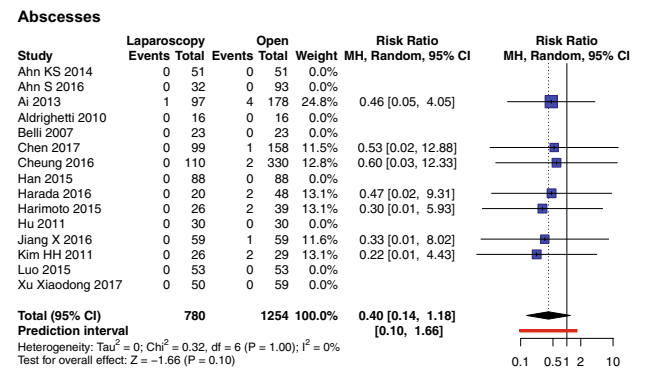 Abscesses
Laparoscopy Open Risk Ratio Risk Ratio
Study Events Total Events Total Weight MH, Random, 95% CI MH, Random, 95% CI
Ahn KS 2014 0 51 0 51 0.0%
Ahn S 2016 0 32 0 93 0.0%
Ai 2013 1 97 4 178 24.8% 0.46 [0.05, 4.05]
Aldrighetti 2010 0 16 0 16 0.0%
Belli 2007 0 23 0 23 0.0%
Chen 2017 0 99 1 158 11.5% 0.53 [0.02, 12.88]
Cheung 2016 0 110 2 330 12.8% 0.60 [0.03, 12.33]
Han 2015 0 88 0 88 0.0%
Harada 2016 0 20 2 48 13.1% 0.47 [0.02, 9.31]
Harimoto 2015 0 26 2 39 13.1% 0.30 [0.01, 5.93]
Hu 2011 0 30 0 30 0.0%
Jiang X 2016 0 59 1 59 11.6% 0.33 [0.01, 8.02]
Kim HH 2011 0 26 2 29 13.1% 0.22 [0.01, 4.43]
Luo 2015 0 53 0 53 0.0%
Xu Xiaodong 2017 0 50 0 59 0.0%
Total (95% CI) 780 1254 100.0% 0.40 [0.14, 1.18]
Prediction interval [0.10, 1.66]
Heterogeneity: Tau² = 0; Chi² = 0.32, df = 6 (P = 1.00); I² = 0%
Test for overall effect: Z = −1.66 (P = 0.10)
0.1 0.5 1 2 10